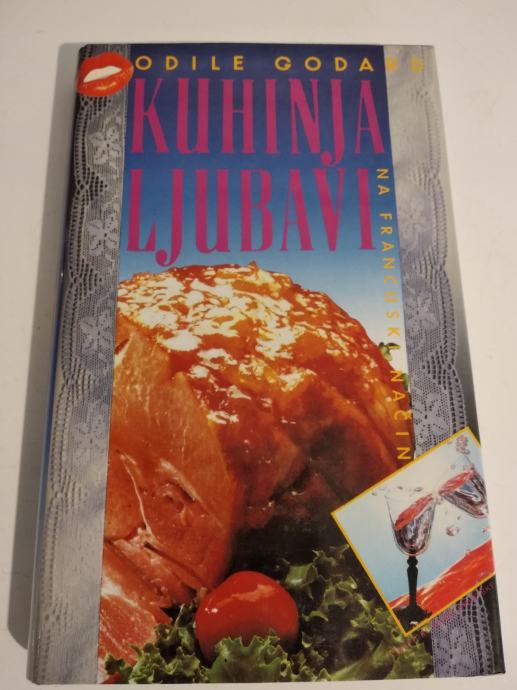 ODILE GODARD
KUHINJA
LJUBAVI
NA FRANCUSKI NAČIN